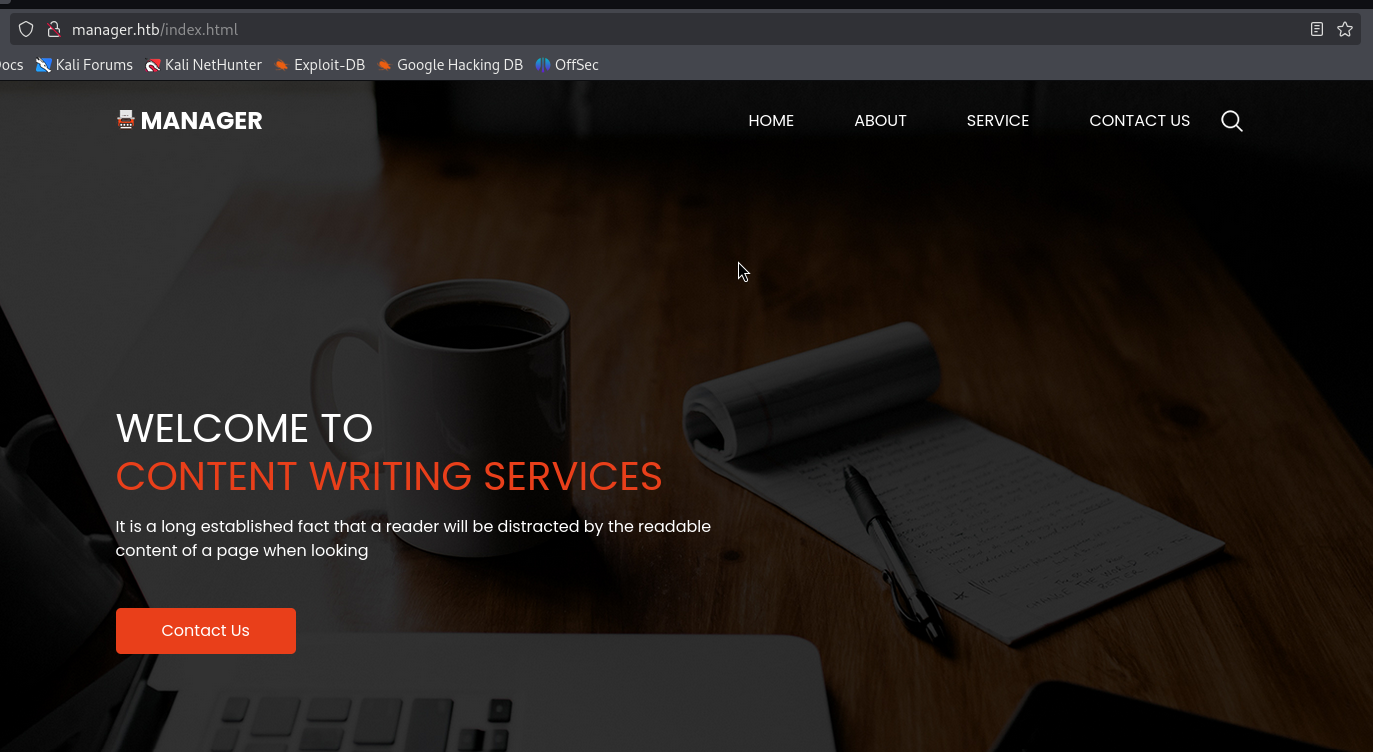 manager.htb/index.html
ocs Kali Forums Kali NetHunter Exploit-DB Google Hacking DB OffSec
MANAGER HOME ABOUT SERVICE CONTACT US
WELCOME TO
CONTENT WRITING SERVICES
It is a long established fact that a reader will be distracted by the readable
content of a page when looking
Contact Us